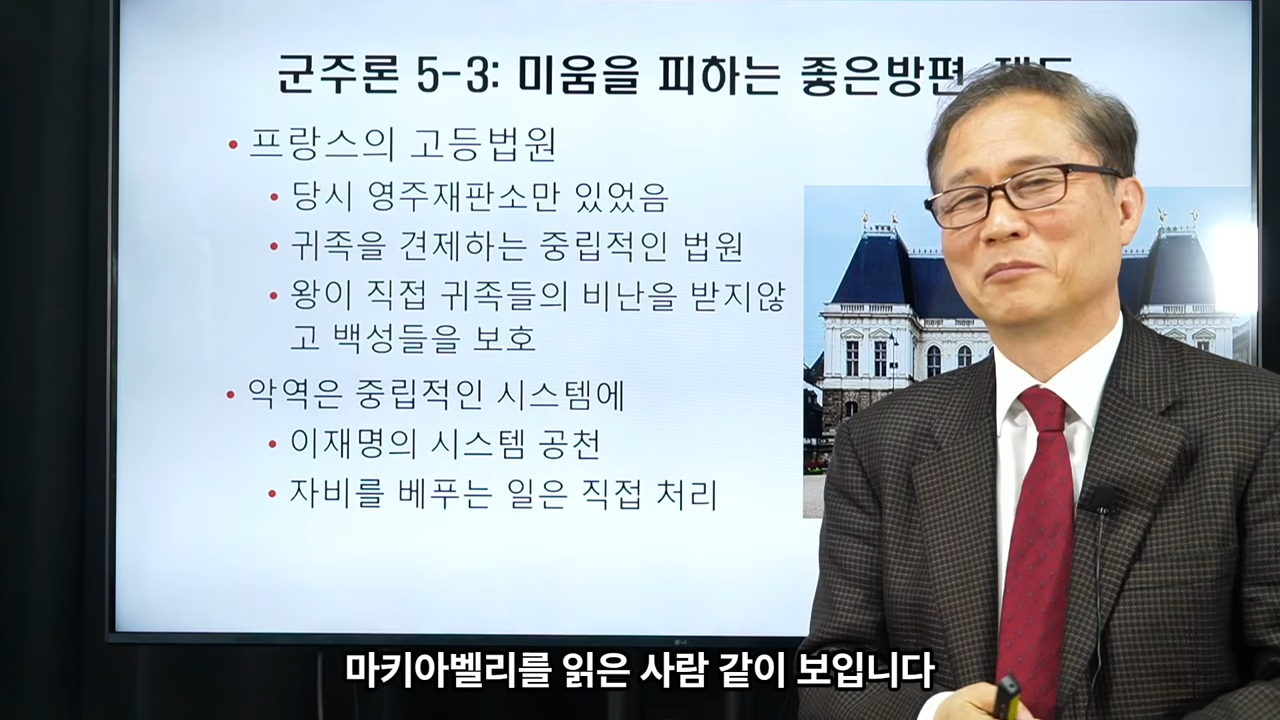 군주론 5-3: 미움을 피하는 좋은방편
프랑스의 고등법원
당시 영주재판소만 있었음
귀족을 견제하는 중립적인 법원
왕이 직접 귀족들의 비난을 받지않
고 백성들을 보호
악역은 중립적인 시스템에
이재명의 시스템 공천
자비를 베푸는 일은 직접 처리
LG
마키아벨리를 읽은 사람 같이 보입니다